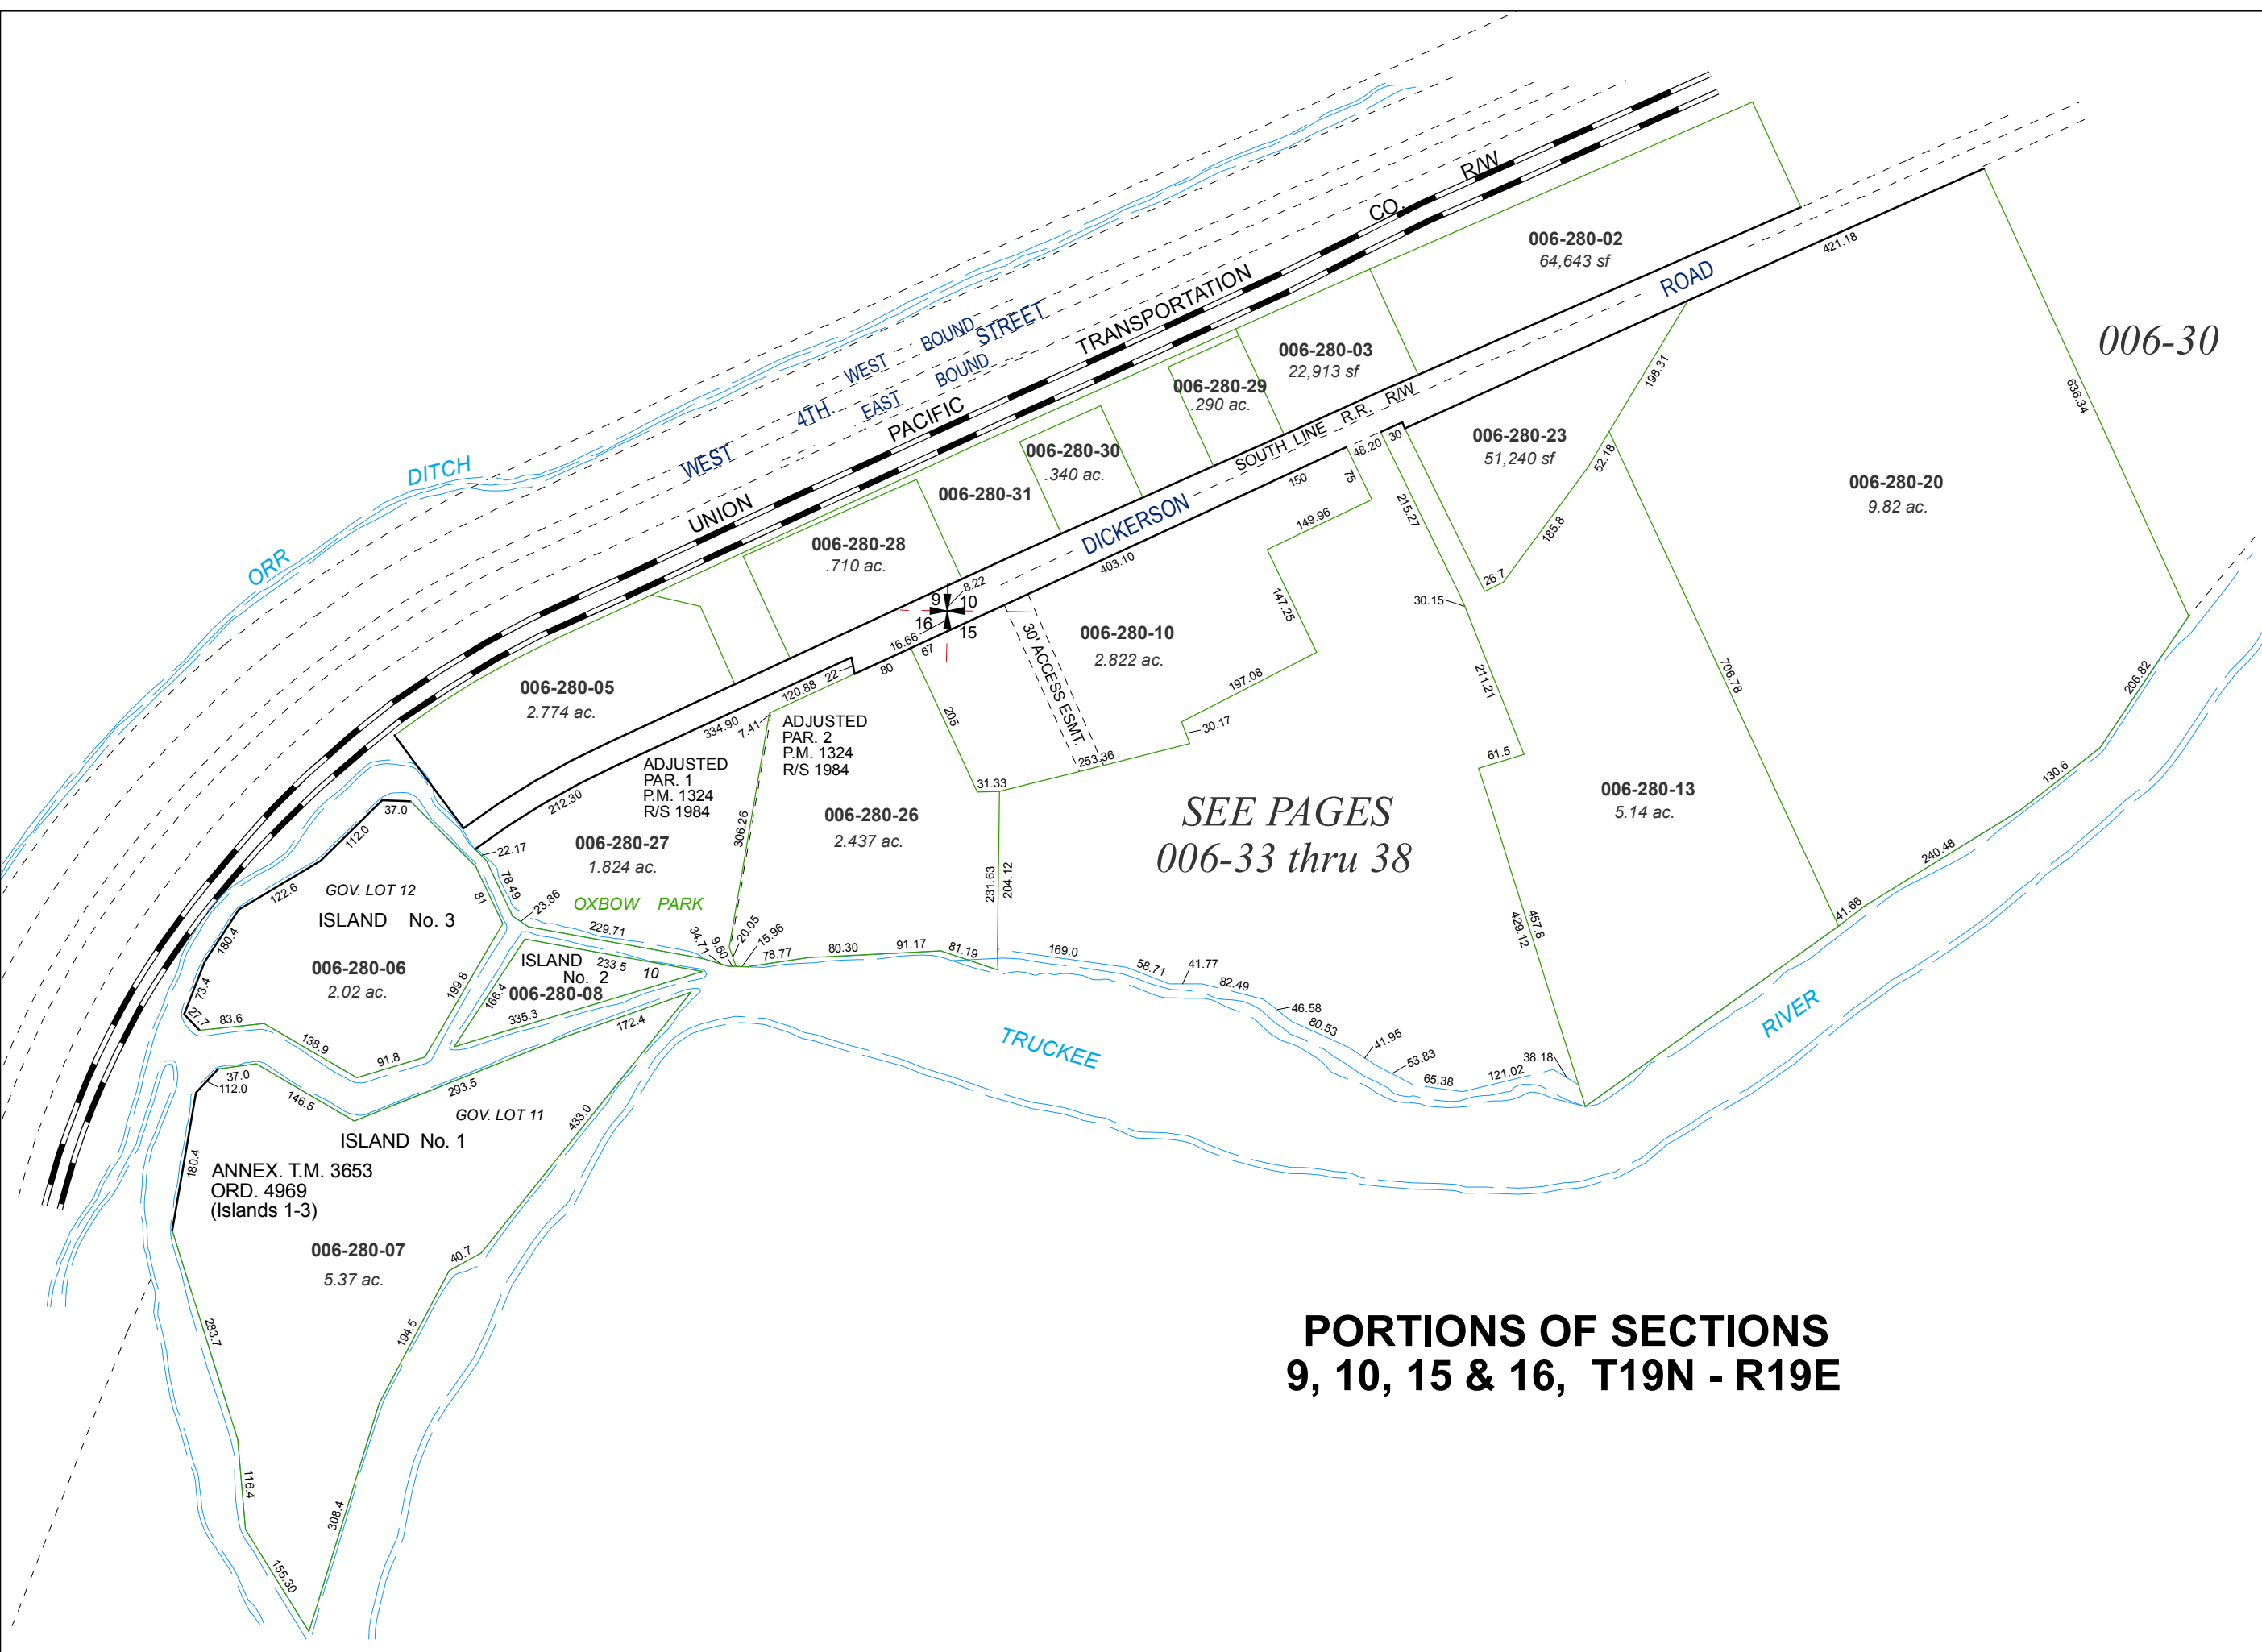 R/W
CO.
TRANSPORTATION
PACIFIC
UNION
WEST BOUND
STREET
4TH.
WEST
EAST BOUND
DITCH
ORR
006-280-02
64,643 sf
421.18
ROAD
006-30
006-280-03
22,913 sf
006-280-29
.290 ac.
SOUTH LINE R.R. R/W
198.31
636.34
006-280-30
.340 ac.
006-280-31
48.20
30
006-280-23
51,240 sf
52.18
006-280-20
9.82 ac.
150
75
215.27
149.96
185.8
006-280-28
.710 ac.
DICKERSON
403.10
26.7
8.22
9
10
16
15
16.66
67
80
147.25
30.15
30' ACCESS ESMT.
006-280-10
2.822 ac.
006-280-05
2.774 ac.
22
120.88
334.90
7.41
205
197.08
30.17
253.36
211.21
706.78
206.82
ADJUSTED
PAR. 2
P.M. 1324
R/S 1984
ADJUSTED
PAR. 1
P.M. 1324
R/S 1984
212.30
31.33
61.5
130.6
37.0
112.0
306.26
006-280-26
2.437 ac.
SEE PAGES
006-33 thru 38
006-280-13
5.14 ac.
006-280-27
1.824 ac.
22.17
78.49
23.86
OXBOW PARK
231.63
204.12
240.48
122.6
GOV. LOT 12
ISLAND No. 3
81
180.4
229.71
34.71
9.60
20.05
15.96
78.77
80.30
91.17
81.19
169.0
58.71
41.77
82.49
46.58
80.53
41.95
53.83
65.38
121.02
38.18
429.12
457.8
41.66
006-280-06
2.02 ac.
73.4
27.7
83.6
138.9
91.8
199.8
ISLAND
No. 2
233.5
10
006-280-08
166.4
335.3
172.4
TRUCKEE
RIVER
37.0
112.0
146.5
293.5
GOV. LOT 11
433.0
ISLAND No. 1
180.4
ANNEX. T.M. 3653
ORD. 4969
(Islands 1-3)
006-280-07
5.37 ac.
40.7
283.7
194.5
116.4
308.4
155.30
PORTIONS OF SECTIONS
9, 10, 15 & 16, T19N - R19E